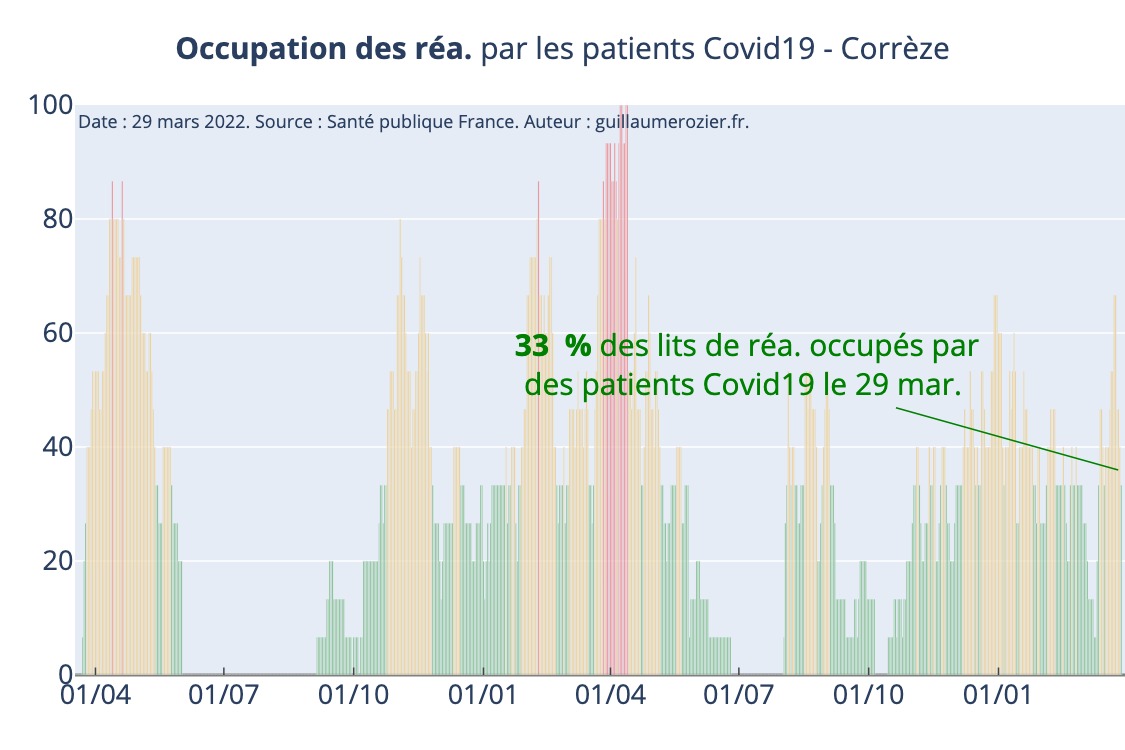 Occupation des réa. par les patients Covid19 - Corrèze
100
Date : 29 mars 2022. Source : Santé publique France. Auteur : guillaumerozier.fr.
80
60
33 % des lits de réa. occupés par
des patients Covid19 le 29 mar.
40
20
0
01/04 01/07 01/10 01/01 01/04 01/07 01/10 01/01